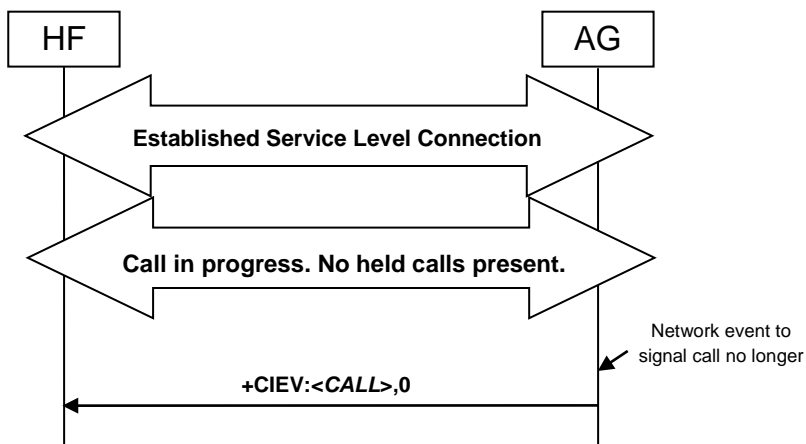 HF
AG
Established Service Level Connection
Call in progress. No held calls present.
Network event to
signal call no longer
+CIEV:<CALL>,0